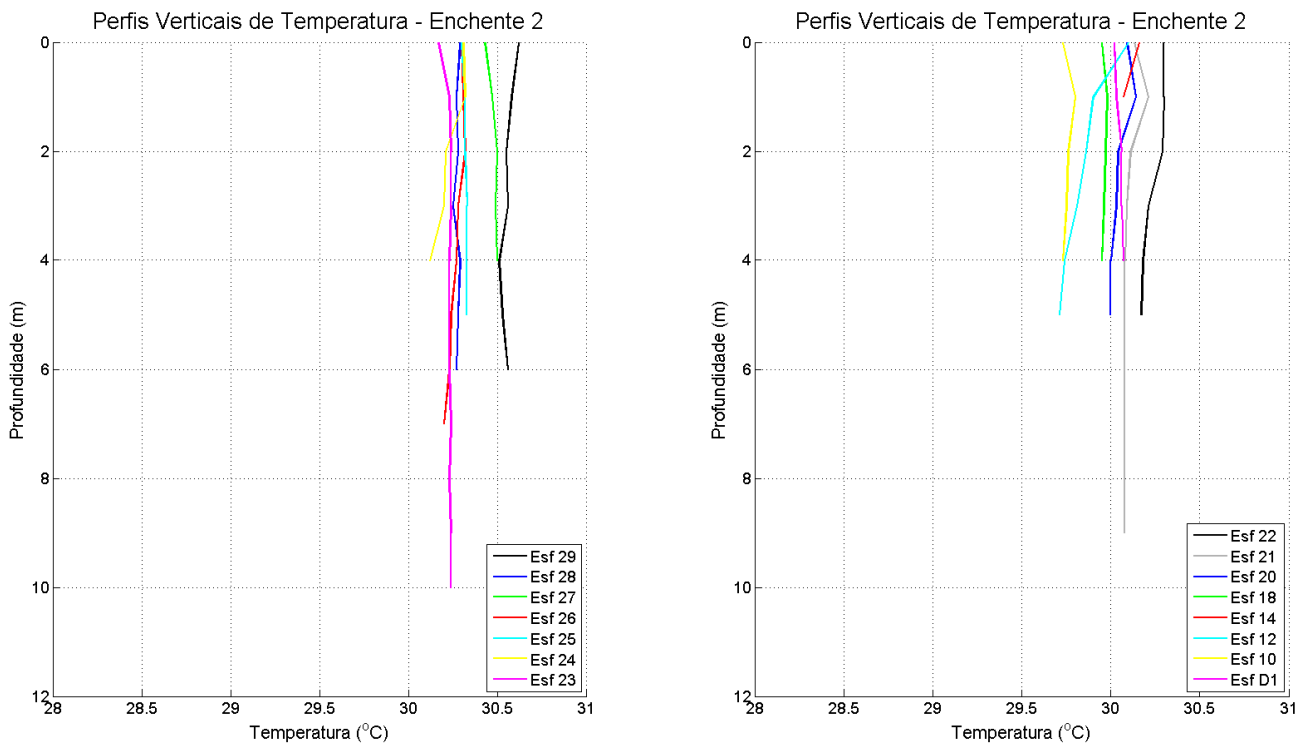 Perfis Verticais de Temperatura - Enchente 2
0
2
4
6
8
10
12
Profundidade (m)
28
28.5
29
29.5
30
30.5
31
Temperatura (°C)
Esf 29
Esf 28
Esf 27
Esf 26
Esf 25
Esf 24
Esf 23
Perfis Verticais de Temperatura - Enchente 2
0
2
4
6
8
10
12
Profundidade (m)
28
28.5
29
29.5
30
30.5
31
Temperatura (°C)
Esf 22
Esf 21
Esf 20
Esf 18
Esf 14
Esf 12
Esf 10
Esf D1